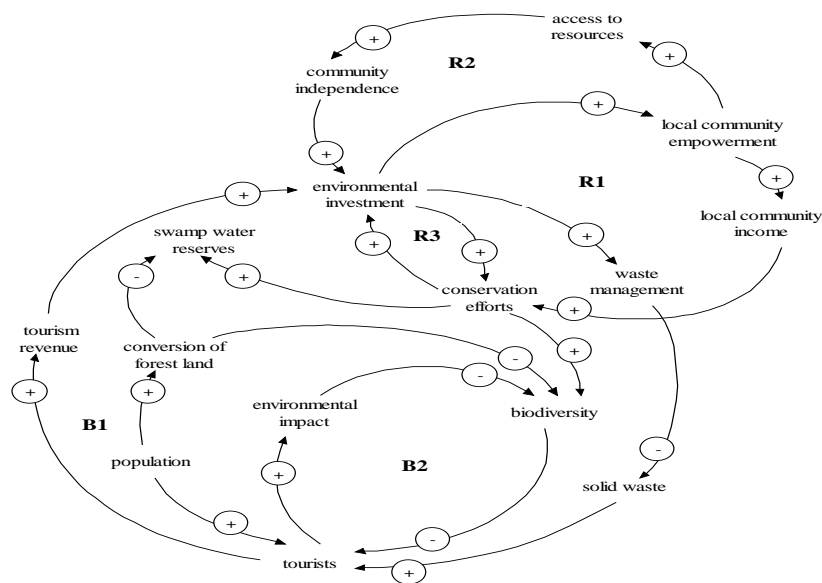 access to
resources
+
+
R2
community
independence
+
local community
empowerment
+
+
environmental
investment
R1
+
local community
income
swamp water
reserves
R3
+
+
+
-
+
waste
management
conservation
efforts
+
tourism
revenue
conversion of
forest land
-
+
-
+
+
environmental
impact
biodiversity
B1
-
population
B2
+
solid waste
+
-
tourists
+